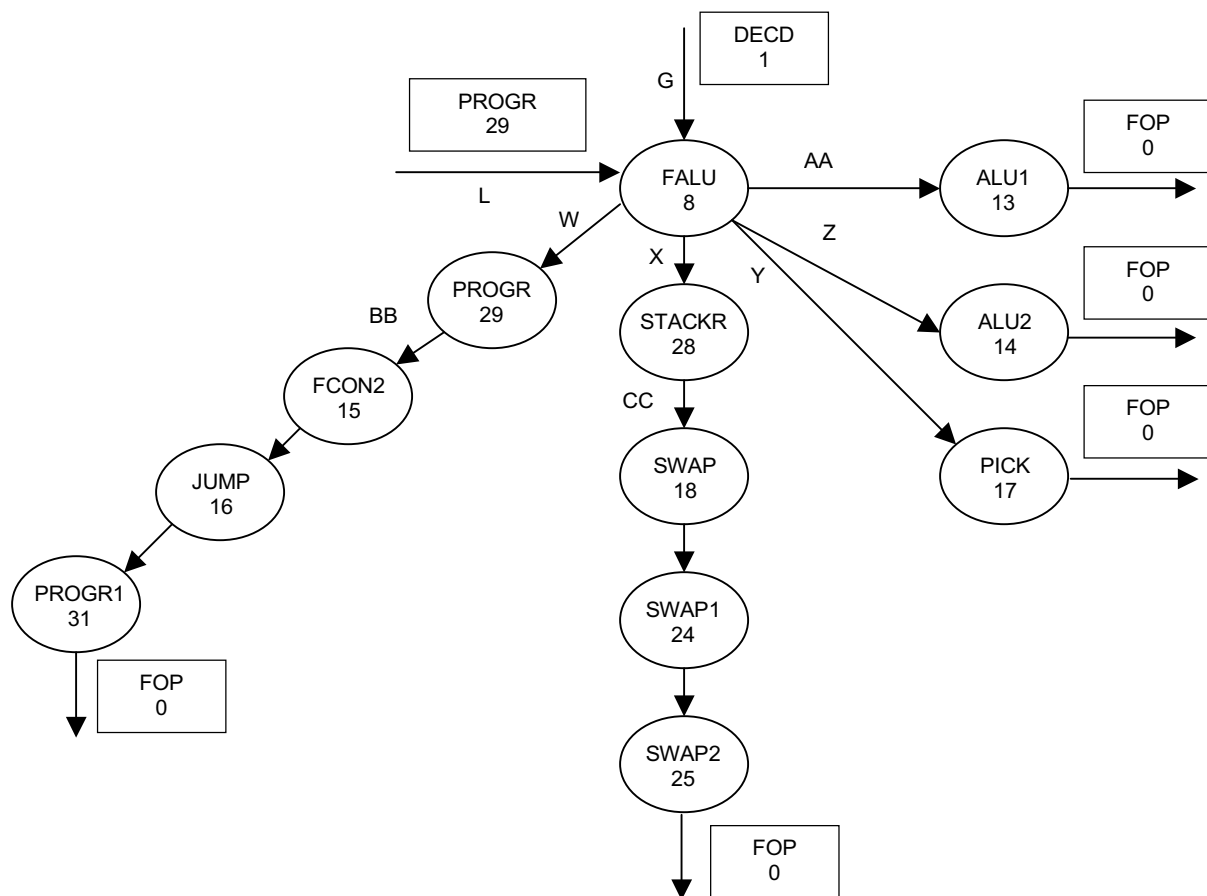 DECD
1
G
PROGR
29
L
FALU
8
AA
ALU1
13
FOP
0
W
X
Y
Z
PROGR
29
STACKR
28
ALU2
14
FOP
0
BB
FCON2
15
CC
SWAP
18
PICK
17
FOP
0
JUMP
16
PROGR1
31
SWAP1
24
FOP
0
SWAP2
25
FOP
0